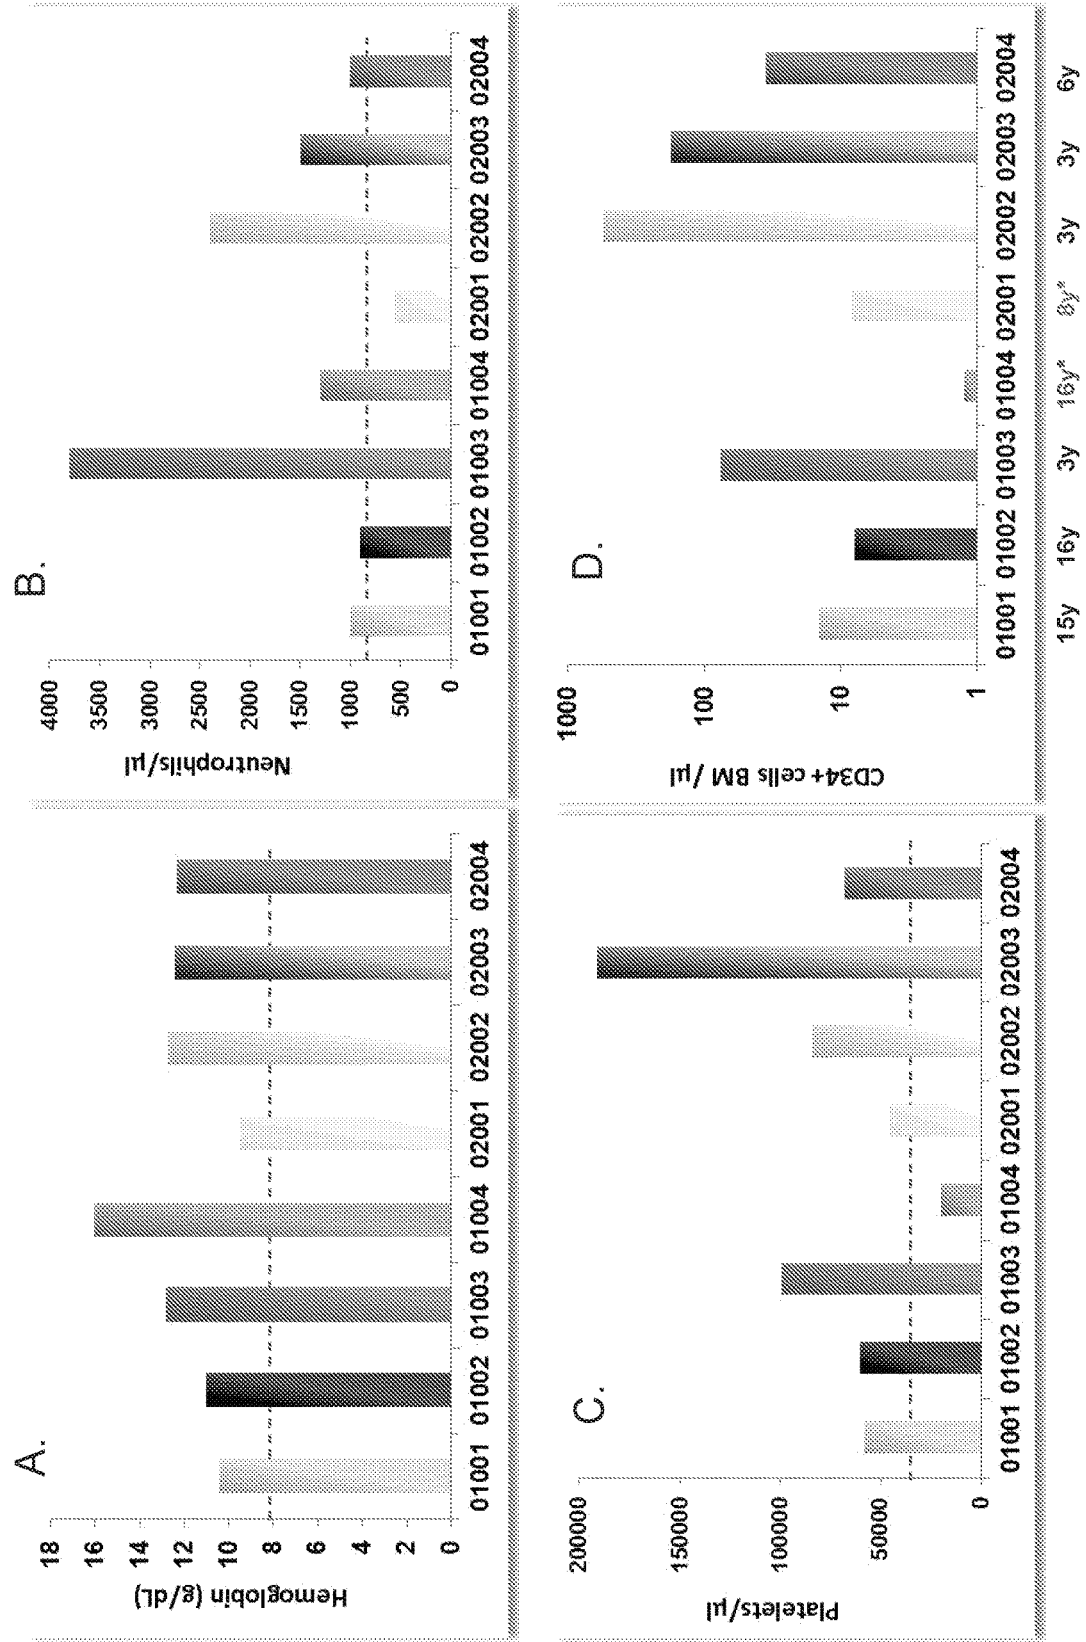 A.
Hemoglobin (g/dL)
18
16
14
12
10
8
6
4
2
0
01001 01002 01003 01004 02001 02002 02003 02004
B.
Neutrophils/µl
4000
3500
3000
2500
2000
1500
1000
500
0
01001 01002 01003 01004 02001 02002 02003 02004
C.
Platelets/µl
200000
150000
100000
50000
0
01001 01002 01003 01004 02001 02002 02003 02004
D.
CD34+ cells BM / µl
1000
100
10
1
01001 01002 01003 01004 02001 02002 02003 02004
15y 16y 3y 16y* 8y* 3y 3y 6y